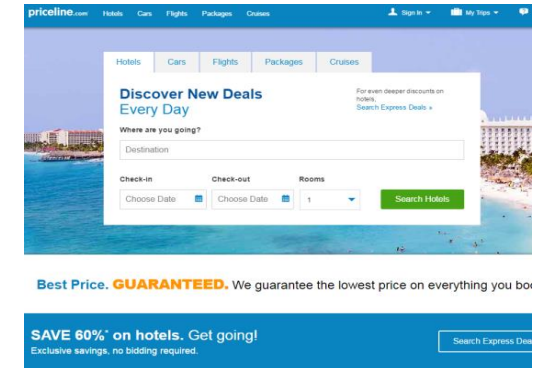 priceline.com Hotels Cars Flights Packages Cruises Sign In My Trips
Hotels Cars Flights Packages Cruises
Discover New Deals
Every Day
For even deeper discounts on
hotels,
Search Express Deals »
Where are you going?
Destination
Check-in Check-out Rooms
Choose Date Choose Date 1 Search Hotels
Best Price. GUARANTEED. We guarantee the lowest price on everything you boo
SAVE 60%* on hotels. Get going!
Exclusive savings, no bidding required.
Search Express Dea